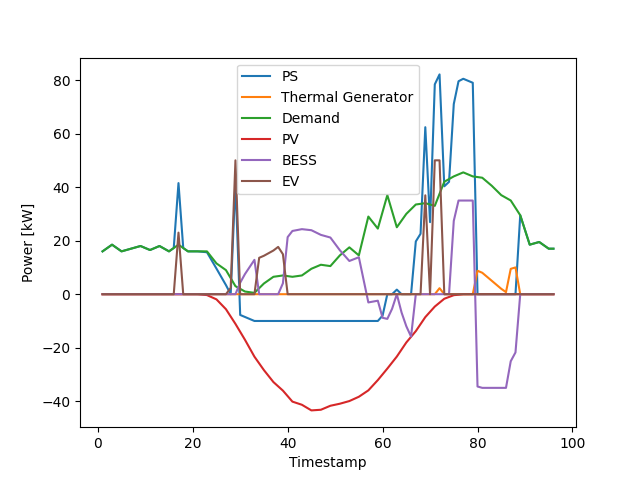 PS
Thermal Generator
Demand
PV
BESS
EV
Power [kW]
80
60
40
20
0
−20
−40
0 20 40 60 80 100
Timestamp